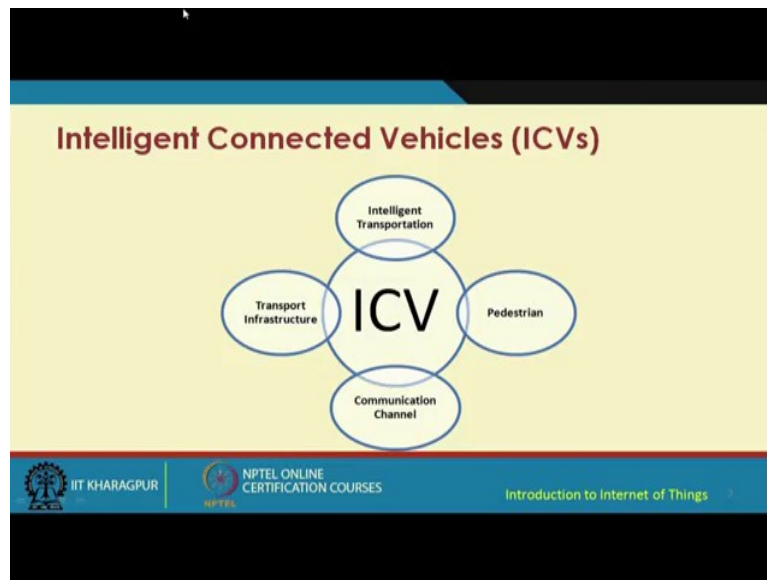 Intelligent Connected Vehicles (ICVs)
Intelligent
Transportation
Transport
Infrastructure
ICV
Pedestrian
Communication
Channel
IIT KHARAGPUR
NPTEL
NPTEL ONLINE
CERTIFICATION COURSES
Introduction to Internet of Things